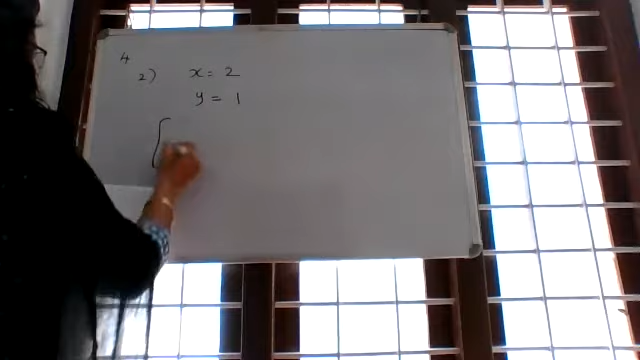 4
2) x = 2
y = 1